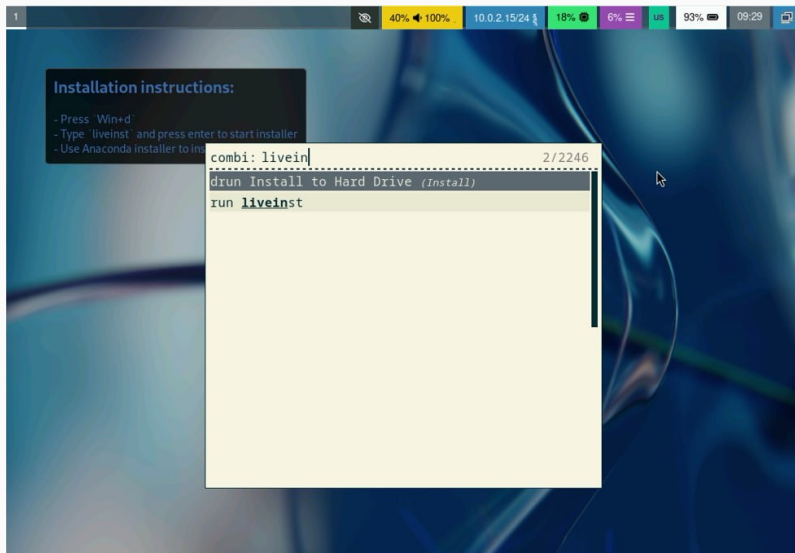 1
40% 100%
10.0.2.15/24
18%
6%
us
93%
09:29
Installation instructions:
- Press `Win+d`
- Type `liveinst` and press enter to start installer
- Use Anaconda installer to ins
combi: livein 2/2246
drun Install to Hard Drive (Install)
run liveinst